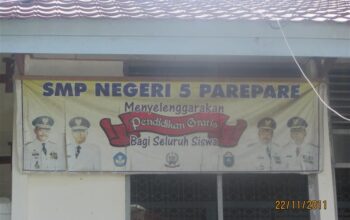 SMP NEGERI 5 PAREPARE
Menyelenggarakan
Pendidikan Gratis
Bagi Seluruh Siswa
22/11/2011